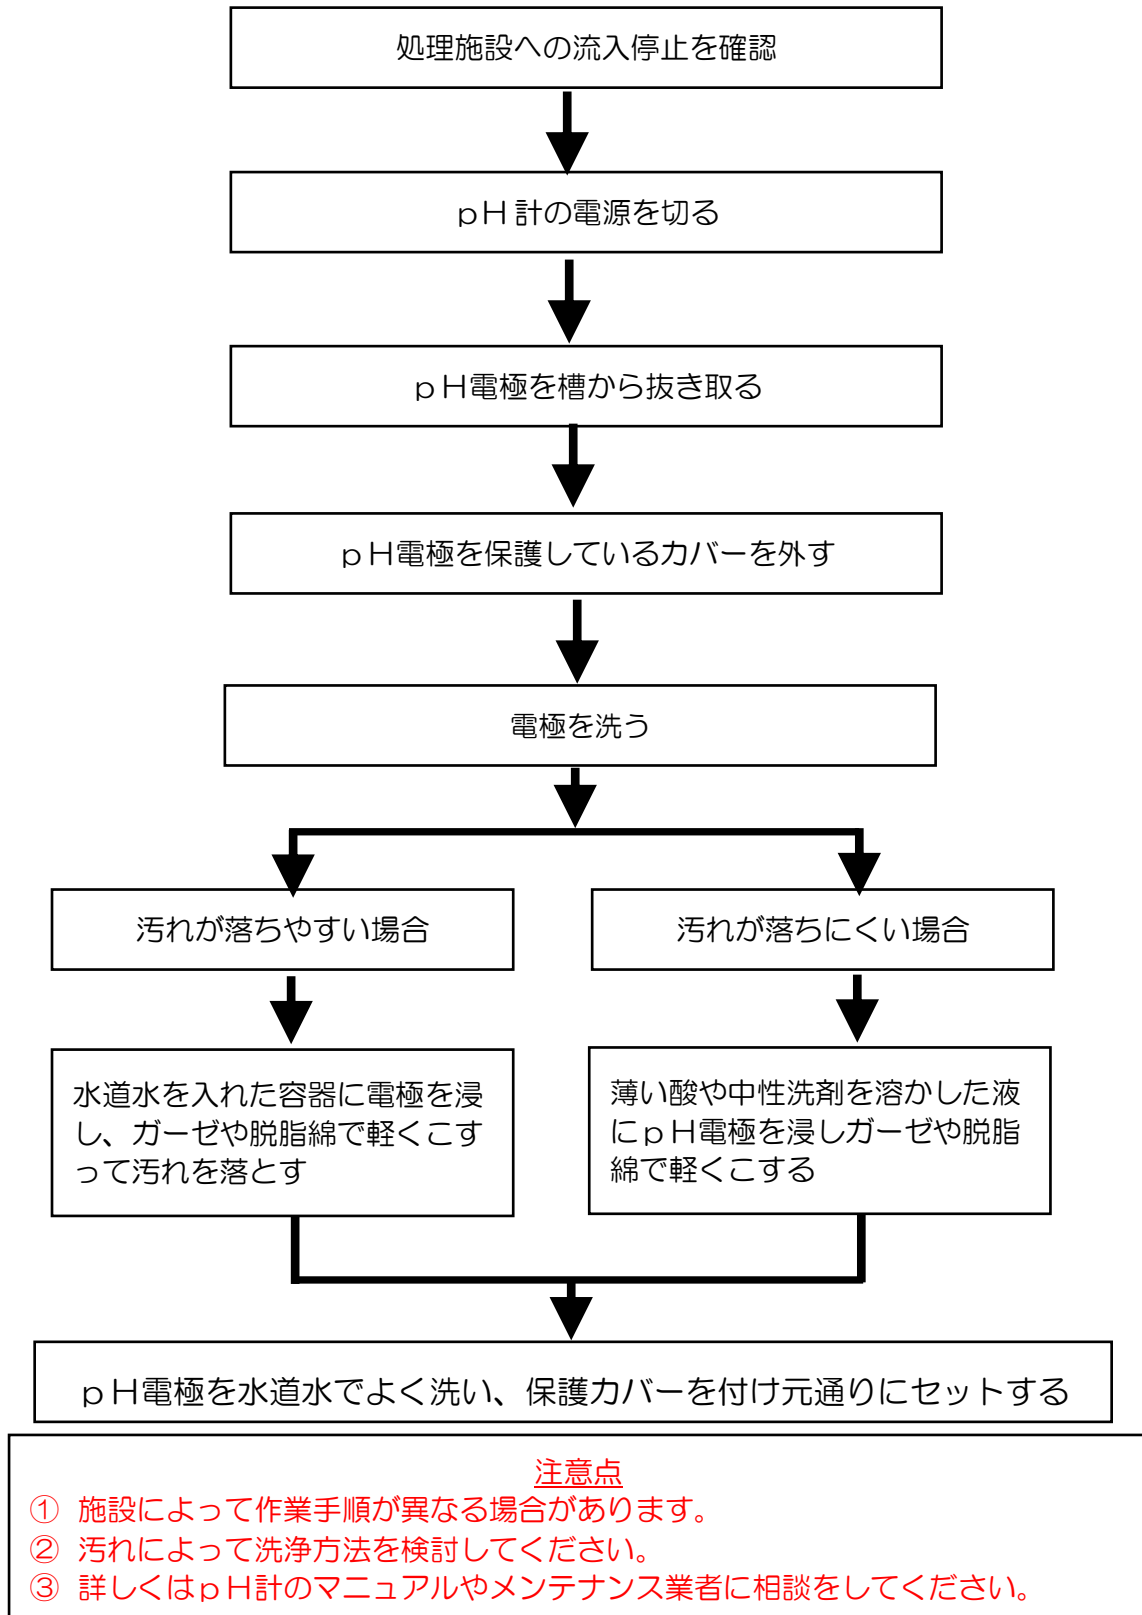 処理施設への流入停止を確認
ｐＨ計の電源を切る
ｐＨ電極を槽から抜き取る
ｐＨ電極を保護しているカバーを外す
電極を洗う
汚れが落ちやすい場合
汚れが落ちにくい場合
水道水を入れた容器に電極を浸
し、ガーゼや脱脂綿で軽くこす
って汚れを落とす
薄い酸や中性洗剤を溶かした液
にｐＨ電極を浸しガーゼや脱脂
綿で軽くこする
ｐＨ電極を水道水でよく洗い、保護カバーを付け元通りにセットする
注意点
① 施設によって作業手順が異なる場合があります。
② 汚れによって洗浄方法を検討してください。
③ 詳しくはｐＨ計のマニュアルやメンテナンス業者に相談をしてください。